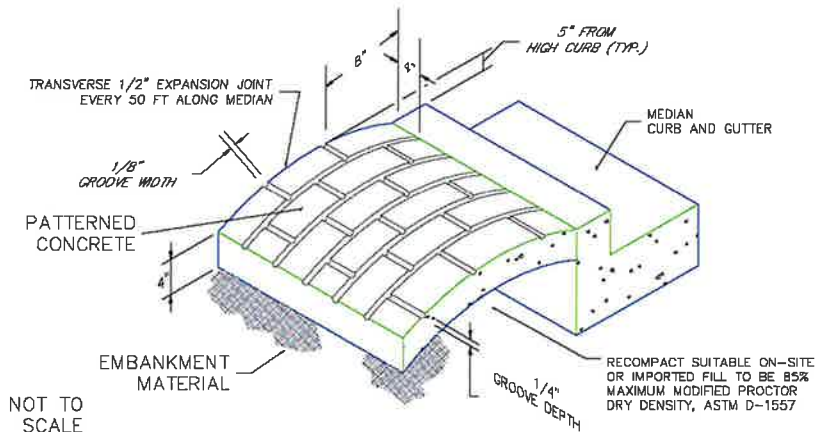 8"
5" FROM
HIGH CURB (TYP.)
TRANSVERSE 1/2" EXPANSION JOINT
EVERY 50 FT ALONG MEDIAN
MEDIAN
CURB AND GUTTER
1/8"
GROOVE WIDTH
PATTERNED
CONCRETE
4"
EMBANKMENT
MATERIAL
1/4"
GROOVE DEPTH
RECOMPACT SUITABLE ON-SITE
OR IMPORTED FILL TO BE 85%
MAXIMUM MODIFIED PROCTOR
DRY DENSITY, ASTM D-1557
NOT TO
SCALE